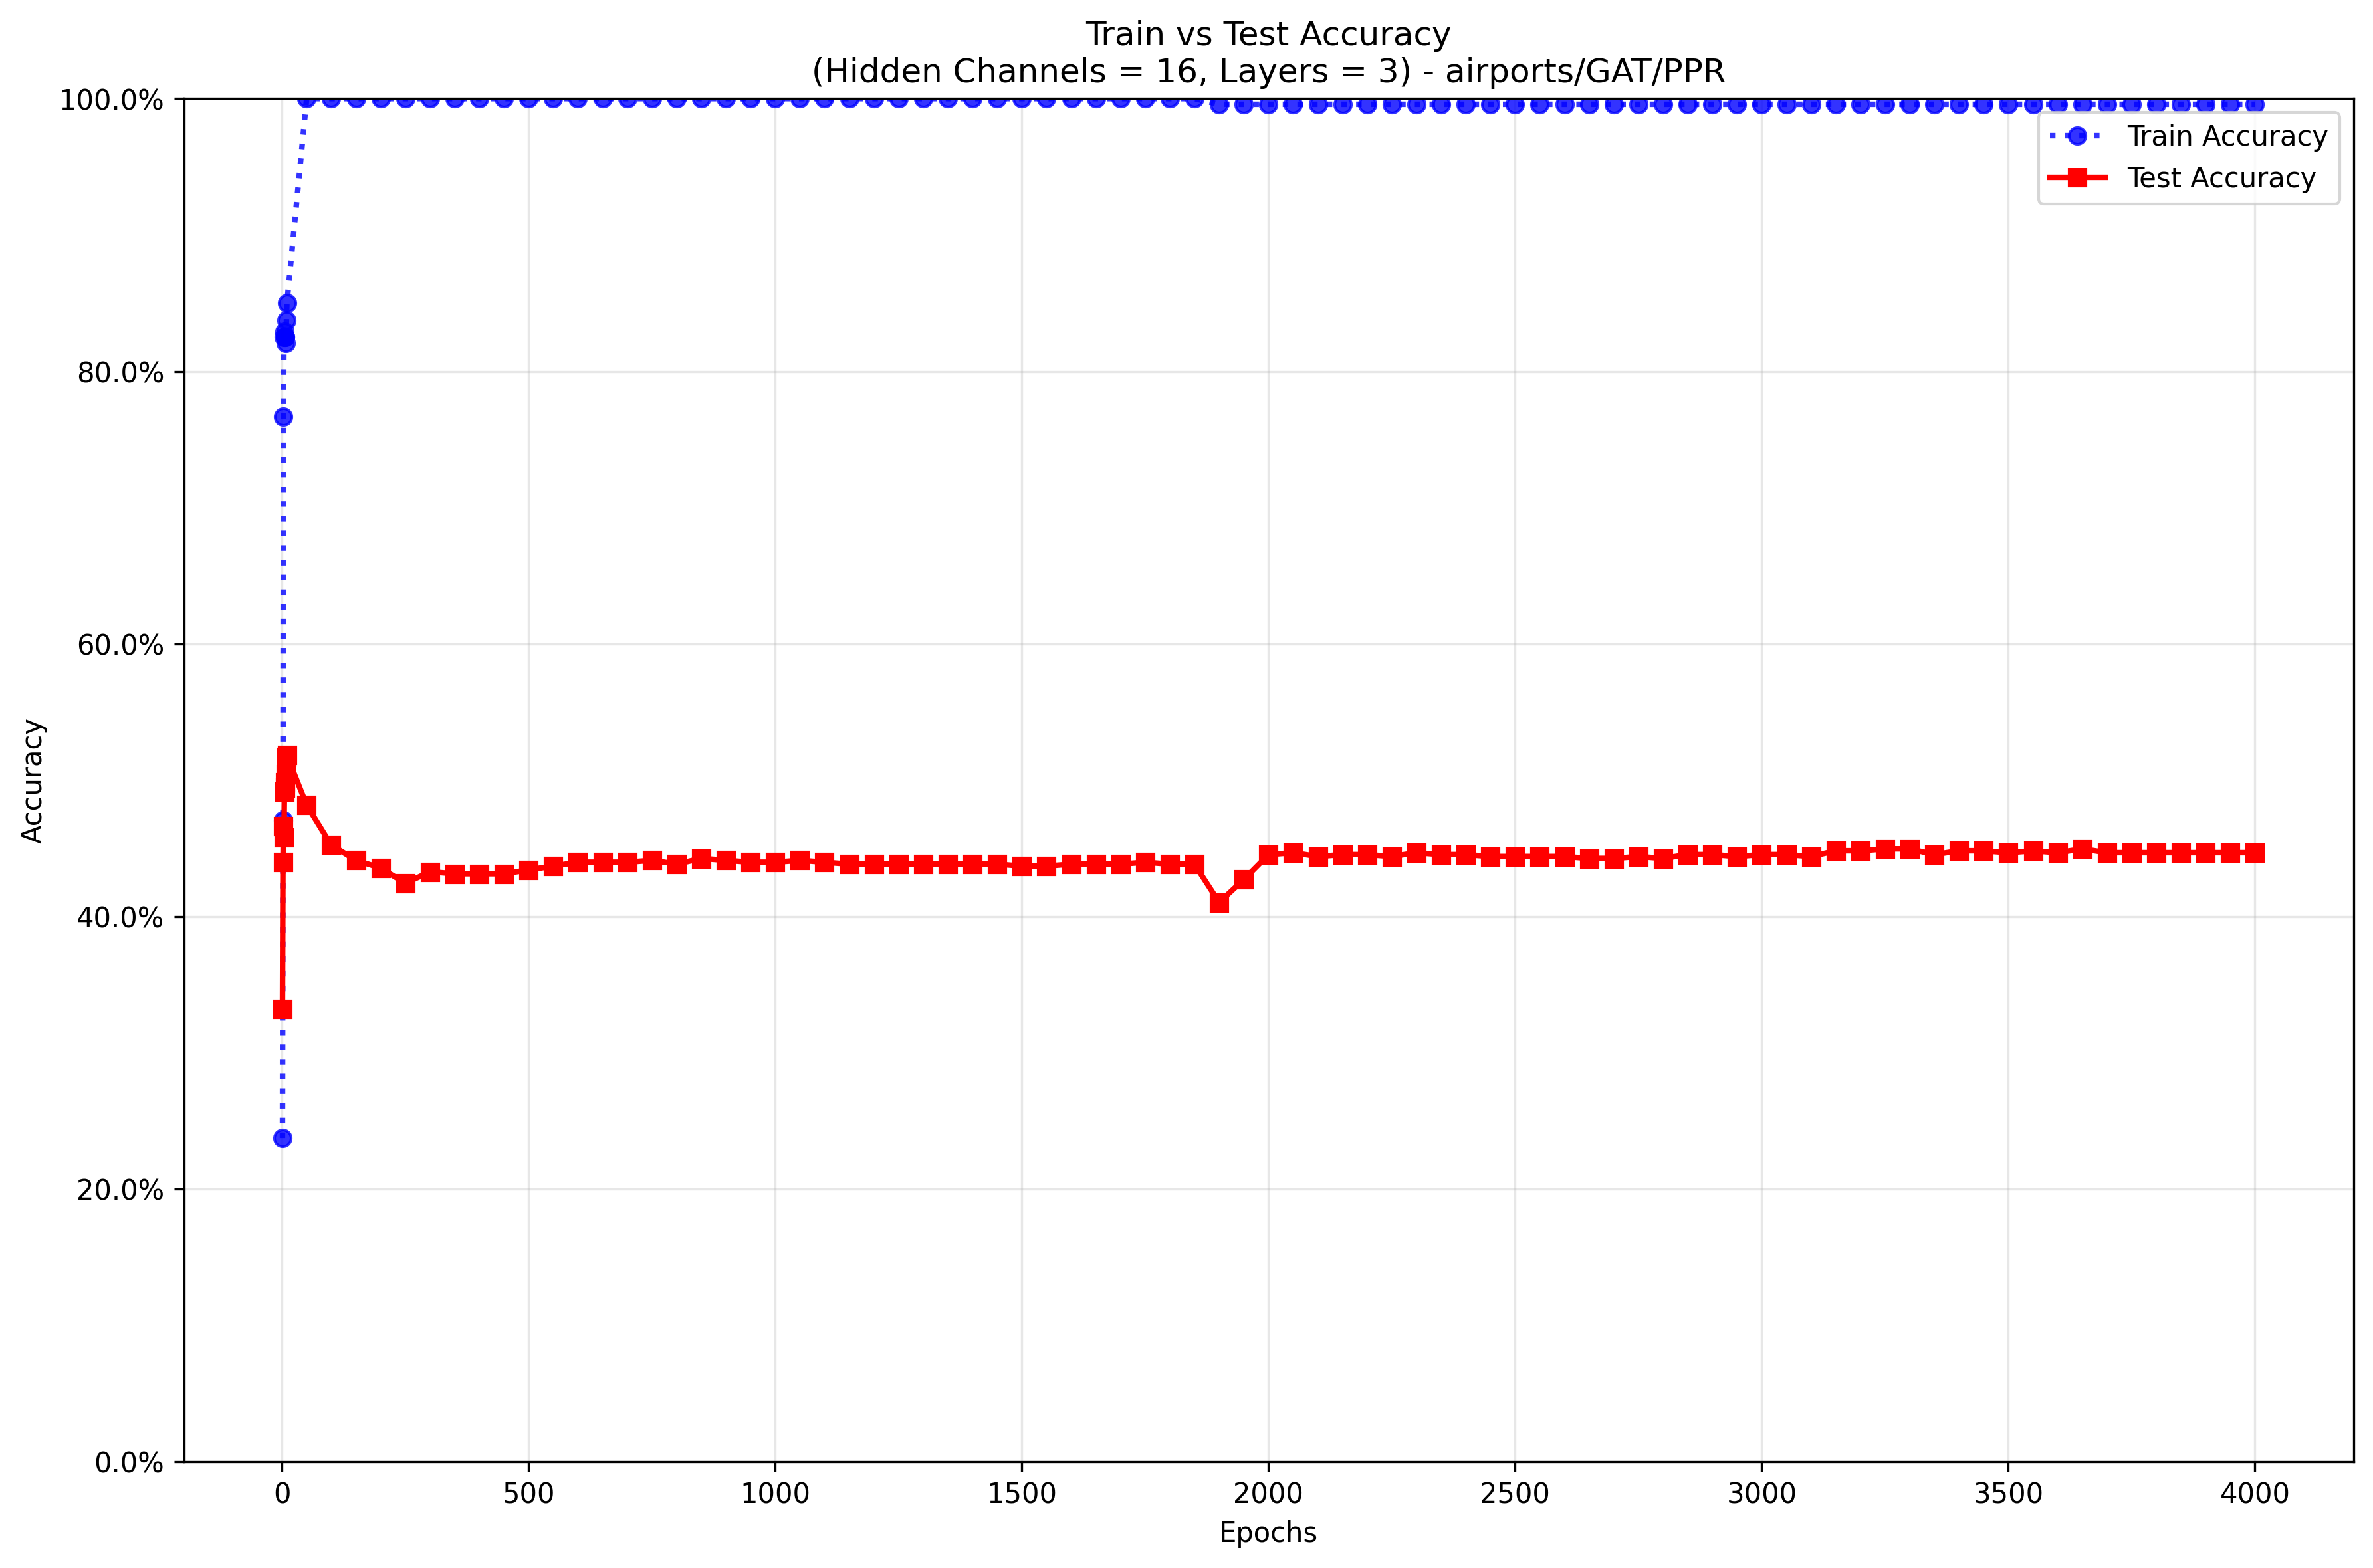 Train vs Test Accuracy
(Hidden Channels = 16, Layers = 3) - airports/GAT/PPR
100.0%
80.0%
60.0%
40.0%
20.0%
0.0%
Accuracy
Train Accuracy
Test Accuracy
0 500 1000 1500 2000 2500 3000 3500 4000
Epochs